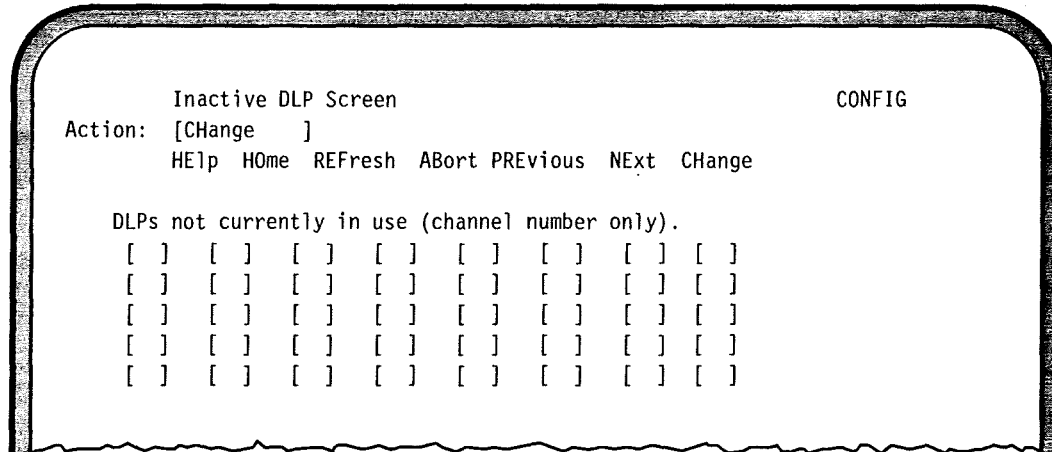 Inactive DLP Screen CONFIG
Action: [CHange ]
HElp HOme REFresh ABort PREvious NExt CHange
DLPs not currently in use (channel number only).
[ ] [ ] [ ] [ ] [ ] [ ] [ ] [ ]
[ ] [ ] [ ] [ ] [ ] [ ] [ ] [ ]
[ ] [ ] [ ] [ ] [ ] [ ] [ ] [ ]
[ ] [ ] [ ] [ ] [ ] [ ] [ ] [ ]
[ ] [ ] [ ] [ ] [ ] [ ] [ ] [ ]